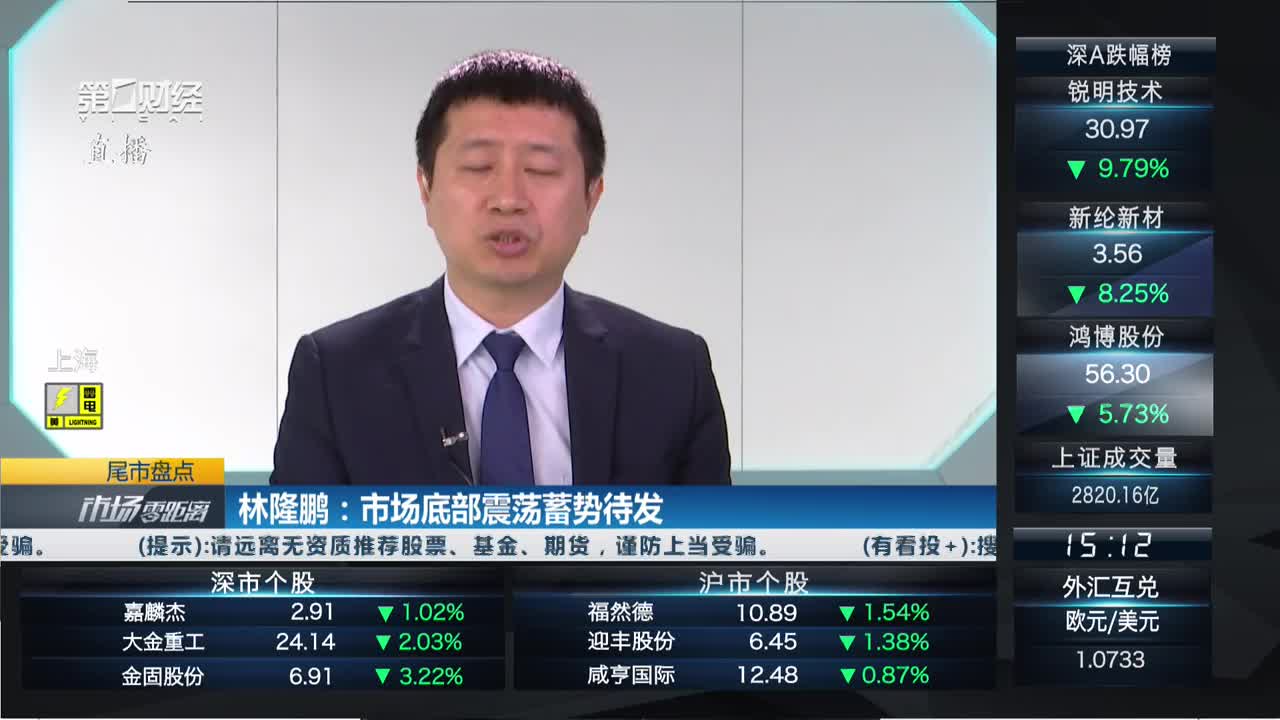 第一财经
YICAI
直播
上海
雷电
黄 LIGHTNING
尾市盘点
市场零距离
林隆鹏：市场底部震荡蓄势待发
受骗。 (提示):请远离无资质推荐股票、基金、期货，谨防上当受骗。 (有看投+):搜
深市个股
嘉麟杰 2.91 ▼1.02%
大金重工 24.14 ▼2.03%
金固股份 6.91 ▼3.22%
沪市个股
福然德 10.89 ▼1.54%
迎丰股份 6.45 ▼1.38%
咸亨国际 12.48 ▼0.87%
深A跌幅榜
锐明技术
30.97
▼ 9.79%
新纶新材
3.56
▼ 8.25%
鸿博股份
56.30
▼ 5.73%
上证成交量
2820.16亿
15:12
外汇互兑
欧元/美元
1.0733